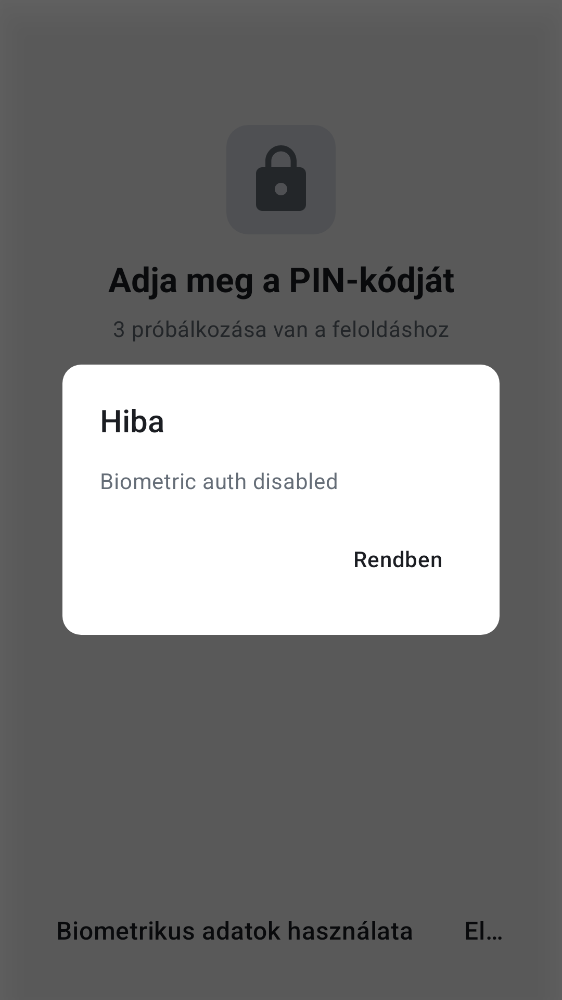 Adja meg a PIN-kódját
3 próbálkozása van a feloldáshoz
Hiba
Biometric auth disabled
Rendben
Biometrikus adatok használata
El...